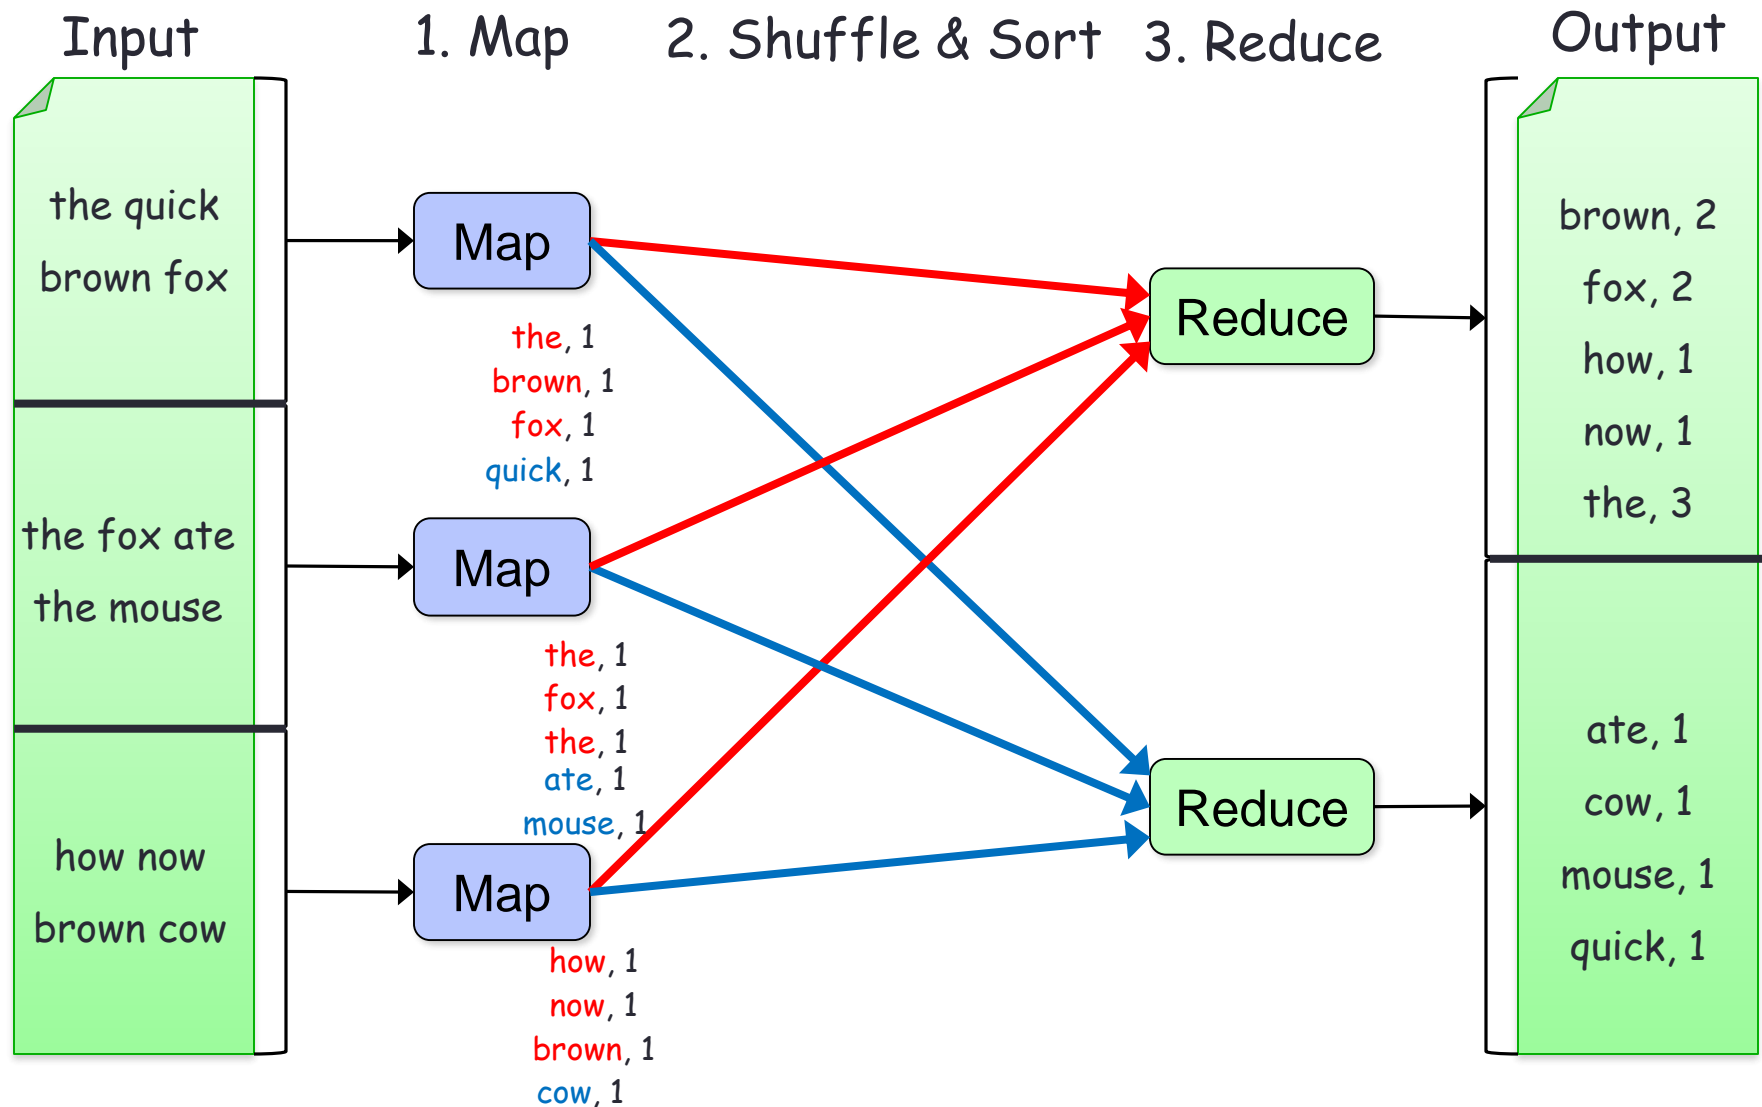 Input
1. Map
2. Shuffle & Sort
3. Reduce
Output
the quick
brown fox
the fox ate
the mouse
how now
brown cow
Map
the, 1
brown, 1
fox, 1
quick, 1
Map
the, 1
fox, 1
the, 1
ate, 1
mouse, 1
Map
how, 1
now, 1
brown, 1
cow, 1
Reduce
Reduce
brown, 2
fox, 2
how, 1
now, 1
the, 3
ate, 1
cow, 1
mouse, 1
quick, 1